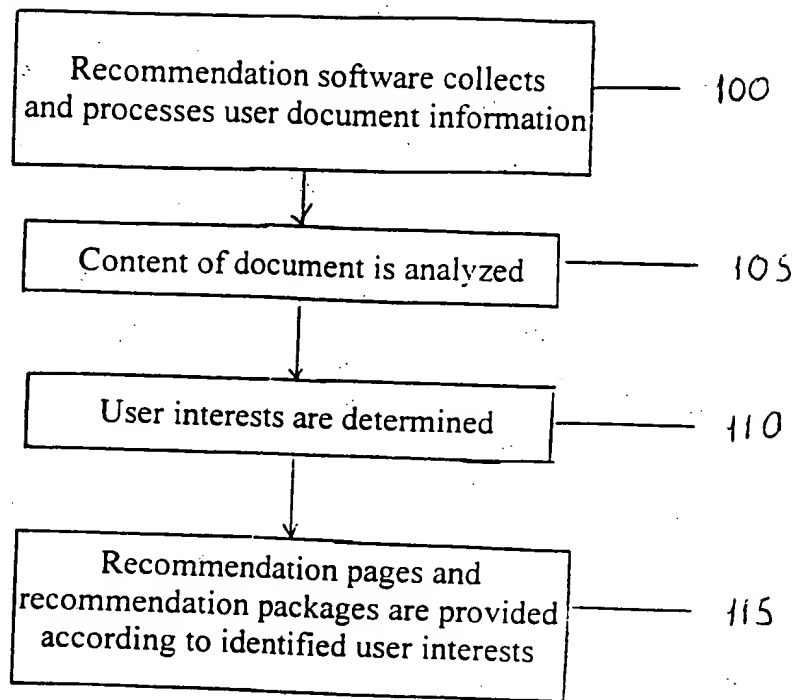 Recommendation software collects
and processes user document information
100
Content of document is analyzed
105
User interests are determined
110
Recommendation pages and
recommendation packages are provided
according to identified user interests
115